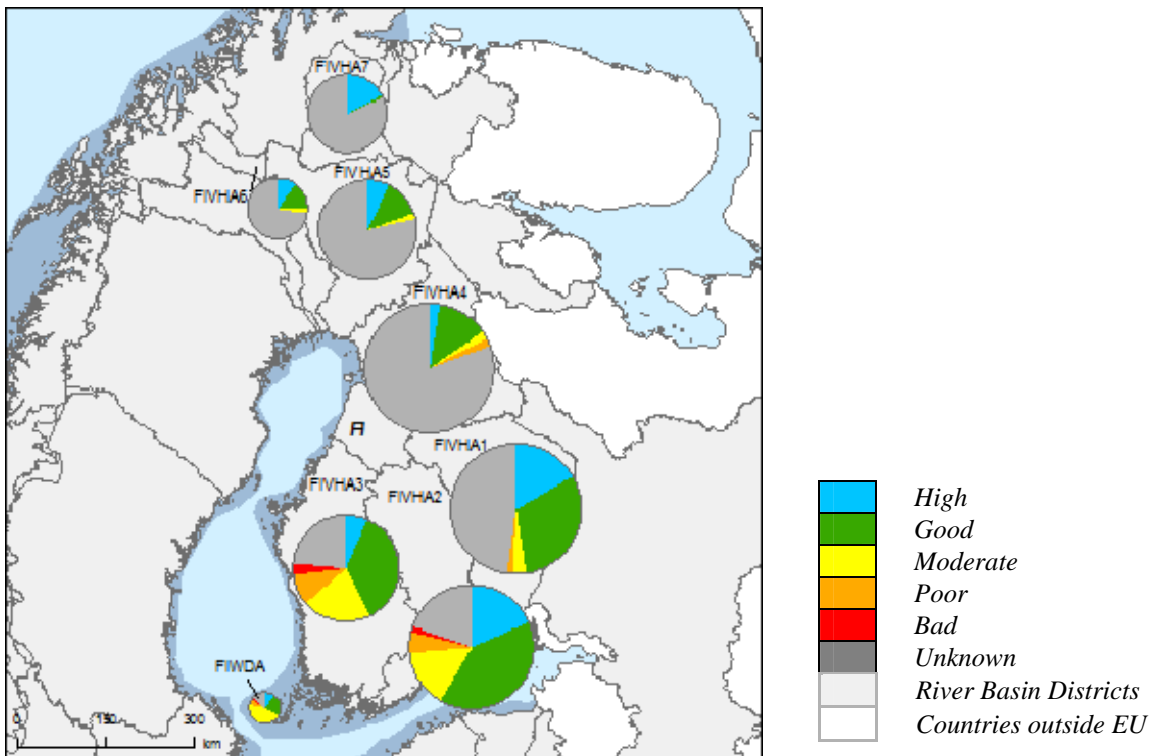 FIVHA7
FIVHA5
FIVHA6
FIVHA4
FI
FIVHA1
FIVHA3
FIVHA2
FIWDA
0 150 300
km
High
Good
Moderate
Poor
Bad
Unknown
River Basin Districts
Countries outside EU